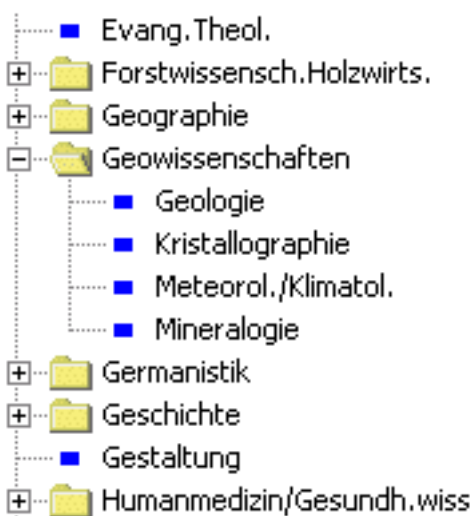 Evang.Theol.
Forstwissensch.Holzwirts.
Geographie
Geowissenschaften
Geologie
Kristallographie
Meteorol./Klimatol.
Mineralogie
Germanistik
Geschichte
Gestaltung
Humanmedizin/Gesundh.wiss